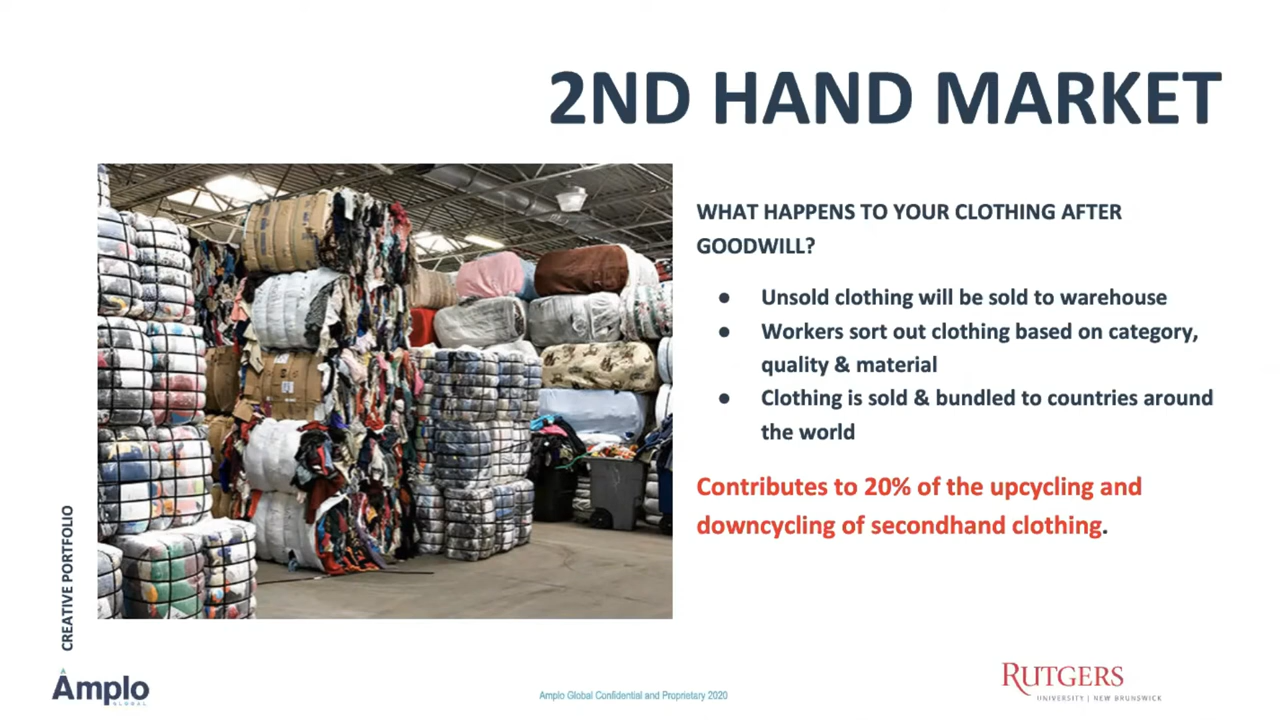 2ND HAND MARKET
WHAT HAPPENS TO YOUR CLOTHING AFTER
GOODWILL?
● Unsold clothing will be sold to warehouse
● Workers sort out clothing based on category,
quality & material
● Clothing is sold & bundled to countries around
the world
Contributes to 20% of the upcycling and
downcycling of secondhand clothing.
CREATIVE PORTFOLIO
Amplo
GLOBAL
Amplo Global Confidential and Proprietary 2020
RUTGERS
UNIVERSITY | NEW BRUNSWICK